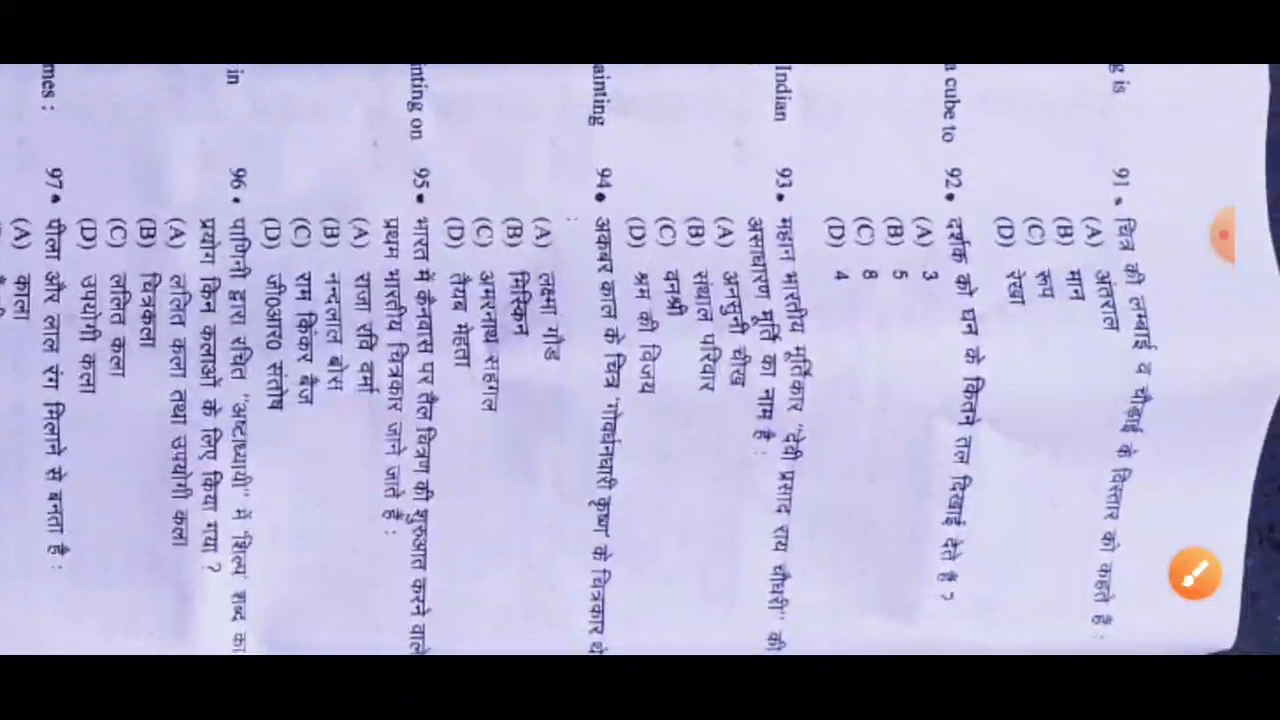 g is
a cube to
Indian
ainting
inting on
in
mes :
91 • चित्र की लम्बाई व चौड़ाई के विस्तार को कहते है :
(A) अंतराल
(B) मान
(C) रूप
(D) रेखा
92 • दर्शक को घन के कितने तल दिखाई देते है ?
(A) 3
(B) 5
(C) 8
(D) 4
93 • महान भारतीय मूर्तिकार "देवी प्रसाद राय चौधरी" की
असाधारण मूर्ति का नाम है :
(A) अनसुनी चीख
(B) संथाल परिवार
(C) वनश्री
(D) श्रम की विजय
94 • अकबर काल के चित्र 'गोवर्धनधारी कृष्ण' के चित्रकार थे
:
(A) लक्ष्मा गौड
(B) मिस्किन
(C) अमरनाथ सहगल
(D) तैयब मेहता
95 • भारत में कैनवास पर तैल चित्रण की शुरुआत करने वाले
प्रथम भारतीय चित्रकार जाने जाते है :
(A) राजा रवि वर्मा
(B) नन्दलाल बोस
(C) राम किंकर बैज
(D) जी०आर० संतोष
96 • पाणिनी द्वारा रचित "अष्टाध्यायी" में 'शिल्प' शब्द का
प्रयोग किन कलाओं के लिए किया गया ?
(A) ललित कला तथा उपयोगी कला
(B) चित्रकला
(C) ललित कला
(D) उपयोगी कला
97 • पीला और लाल रंग मिलाने से बनता है :
(A) काला